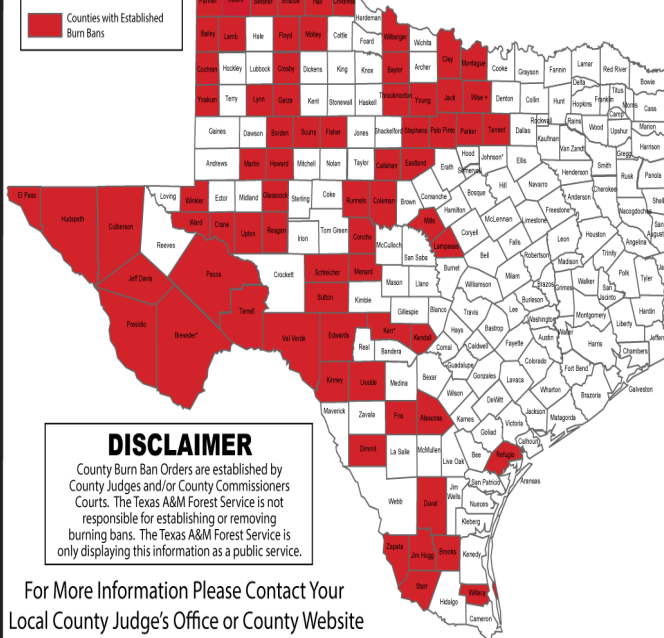 Counties with Established
Burn Bans
Hardeman
Bailey Lamb Hale Floyd Motley Cottle Foard Wilbarger Wichita Clay Montague Cooke Grayson Fannin Lamar Red River Bowie
Cochran Hockley Lubbock Crosby Dickens King Knox Baylor Archer Delta Titus
Yoakum Terry Lynn Garza Kent Stonewall Haskell Throckmorton Young Jack Wise+ Denton Collin Hunt Hopkins Franklin Morris Cass
Camp
Gaines Dawson Borden Scurry Fisher Jones Shackelford Stephens Palo Pinto Parker Tarrant Dallas Rockwall Kaufman Rains Wood Upshur Marion
Van Zandt Gregg Harrison
Andrews Martin Howard Mitchell Nolan Taylor Callahan Eastland Erath Hood Somervell Johnson* Ellis Henderson Smith Rusk Panola
El Paso Hudspeth Culberson Loving Winkler Ector Midland Glasscock Sterling Coke Runnels Coleman Brown Comanche Bosque Hill Navarro Anderson Cherokee
Reeves Ward Crane Upton Reagan Irion Tom Green Concho McCulloch San Saba Mills Hamilton Lampasas Coryell McLennan Limestone Freestone Leon Houston Nacogdoches Angelina
Jeff Davis Pecos Crockett Schleicher Menard Mason Llano Burnet Bell Falls Robertson Madison Trinity Polk Tyler
Presidio Brewster* Terrell Sutton Kimble Gillespie Blanco Williamson Milam Brazos Grimes Walker San Jacinto Hardin
Val Verde Edwards Real Kerr* Kendall Bandera Comal Hays Travis Bastrop Lee Burleson Washington Waller Montgomery Liberty
Caldwell Fayette Austin Harris Chambers
Kinney Uvalde Medina Bexar Guadalupe Gonzales Colorado Fort Bend Galveston
Maverick Zavala Frio Atascosa Wilson Karnes DeWitt Lavaca Wharton Brazoria
Jackson Matagorda Victoria Goliad Calhoun
Dimmit La Salle McMullen Live Oak Bee Refugio Aransas
San Patricio
Webb Duval Jim Wells Nueces
Kleberg
Zapata Jim Hogg Brooks Kenedy
Starr Hidalgo Willacy
Cameron
DISCLAIMER
County Burn Ban Orders are established by
County Judges and/or County Commissioners
Courts. The Texas A&M Forest Service is not
responsible for establishing or removing
burning bans. The Texas A&M Forest Service is
only displaying this information as a public service.
For More Information Please Contact Your
Local County Judge's Office or County Website